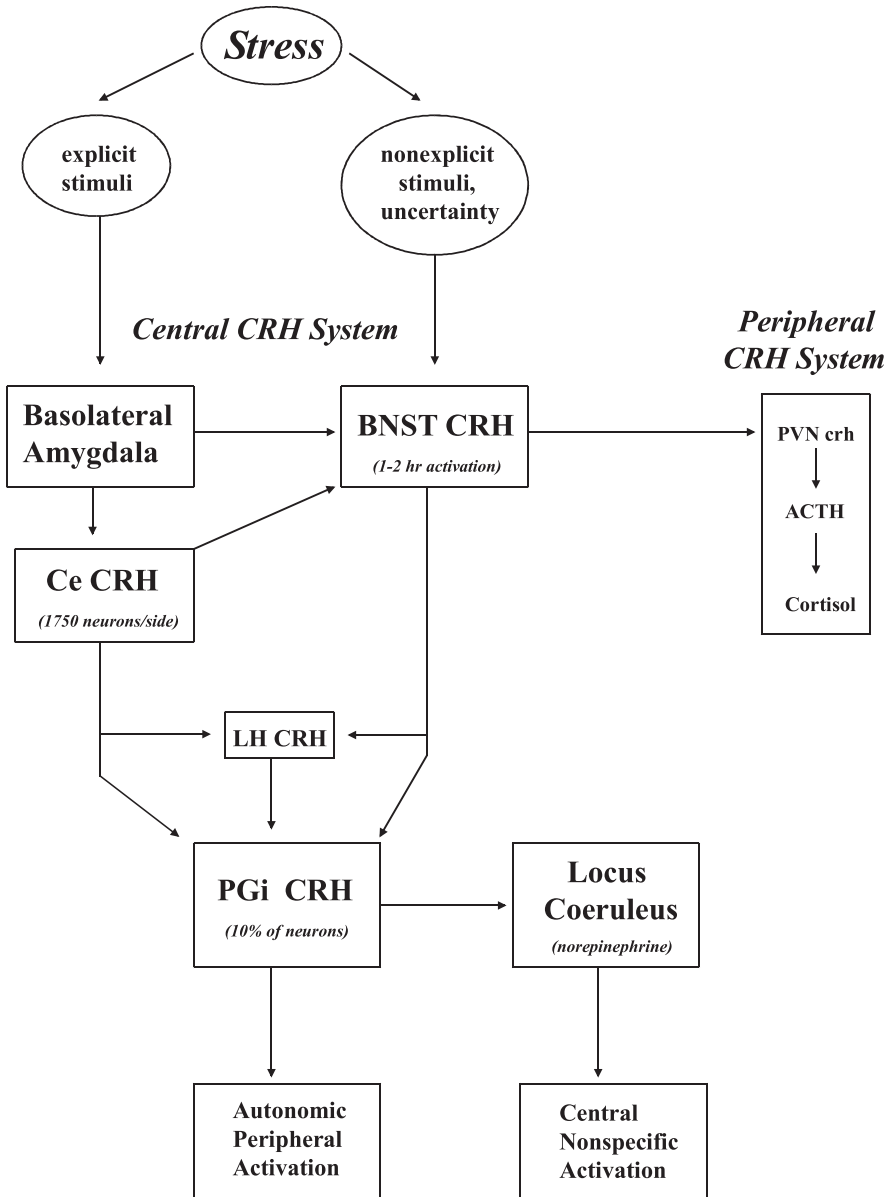 Stress
explicit
stimuli
nonexplicit
stimuli,
uncertainty
Central CRH System
Peripheral
CRH System
Basolateral
Amygdala
BNST CRH
(1-2 hr activation)
PVN crh
ACTH
Cortisol
Ce CRH
(1750 neurons/side)
LH CRH
PGi CRH
(10% of neurons)
Locus
Coeruleus
(norepinephrine)
Autonomic
Peripheral
Activation
Central
Nonspecific
Activation